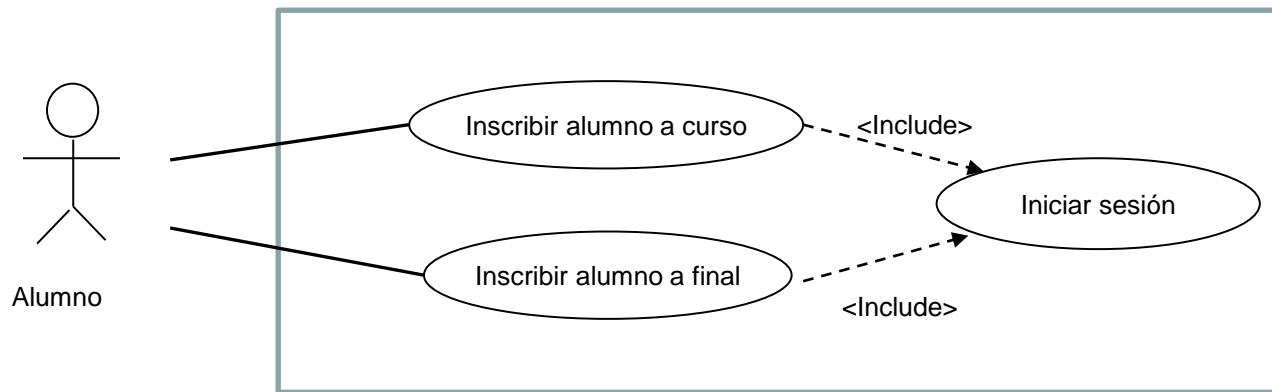 Inscribir alumno a curso
<Include>
Iniciar sesión
Inscribir alumno a final
Alumno
<Include>